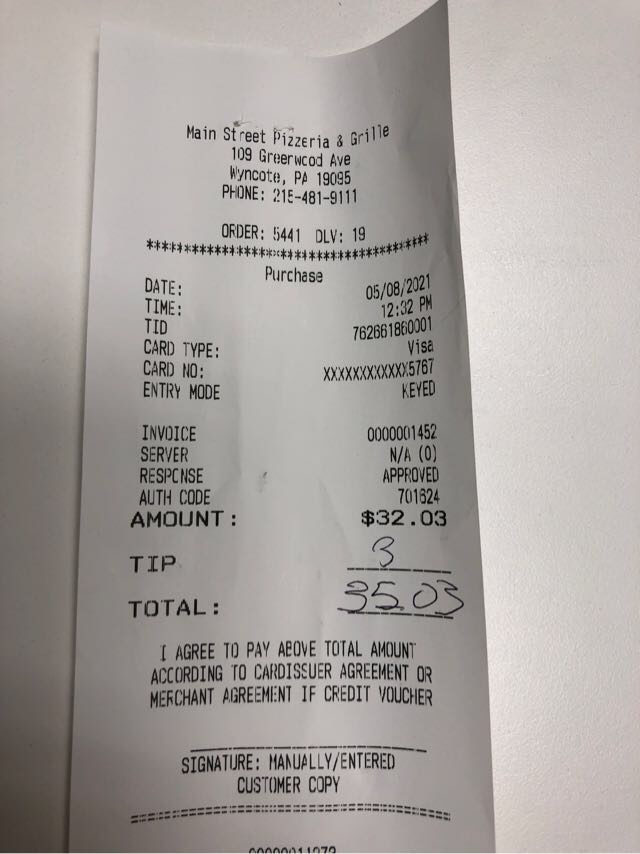 Main Street Pizzeria & Grille
109 Greerwood Ave
Wyncote, PA 19095
PHONE: 215-481-9111
ORDER: 5441 DLV: 19
******************************************
Purchase
DATE: 05/08/2021
TIME: 12:32 PM
TID 762661860001
CARD TYPE: Visa
CARD NO: XXXXXXXXXXXX5767
ENTRY MODE KEYED
INVOICE 0000001452
SERVER N/A (0)
RESPONSE APPROVED
AUTH CODE 701624
AMOUNT: $32.03
TIP 3
TOTAL: 35.03
I AGREE TO PAY ABOVE TOTAL AMOUNT
ACCORDING TO CARDISSUER AGREEMENT OR
MERCHANT AGREEMENT IF CREDIT VOUCHER
SIGNATURE: MANUALLY/ENTERED
CUSTOMER COPY